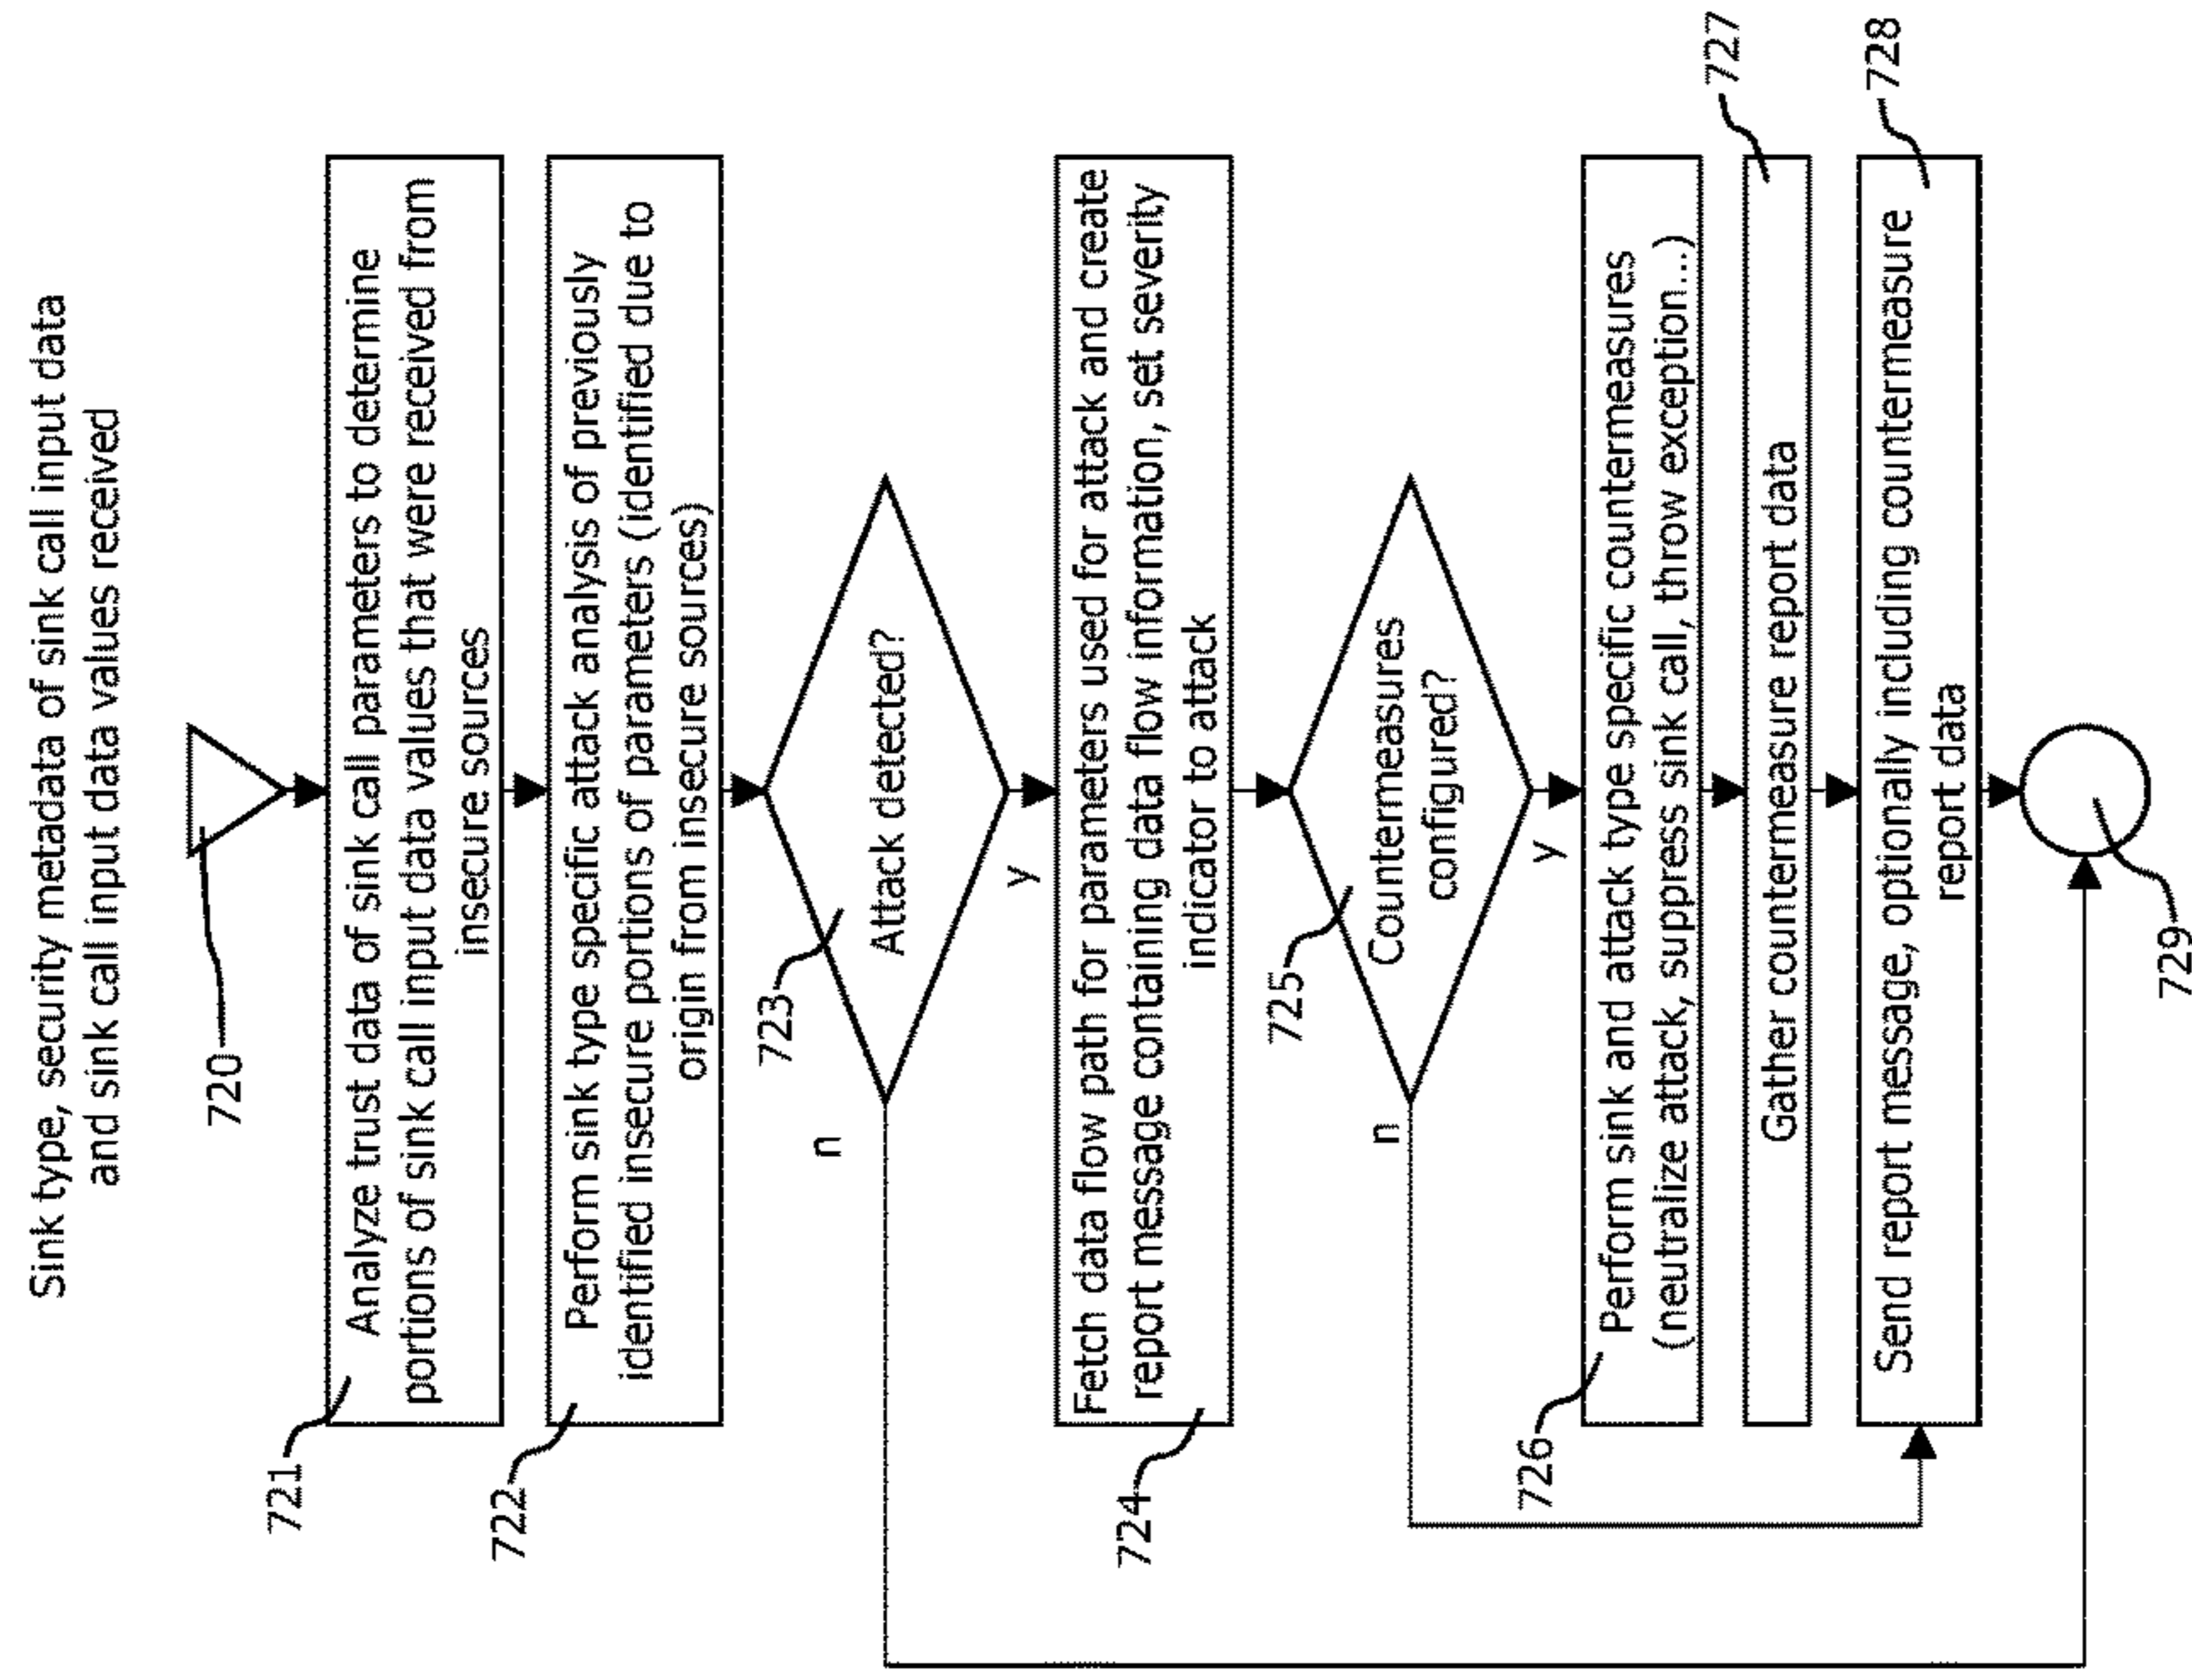 Sink type, security metadata of sink call input data
and sink call input data values received
720
721
Analyze trust data of sink call parameters to determine
portions of sink call input data values that were received from
insecure sources
722
Perform sink type specific attack analysis of previously
identified insecure portions of parameters (identified due to
origin from insecure sources)
723
Attack detected?
n
y
724
Fetch data flow path for parameters used for attack and create
report message containing data flow information, set severity
indicator to attack
725
Countermeasures
configured?
n
y
726
Perform sink and attack type specific countermeasures
(neutralize attack, suppress sink call, throw exception...)
727
Gather countermeasure report data
728
Send report message, optionally including countermeasure
report data
729